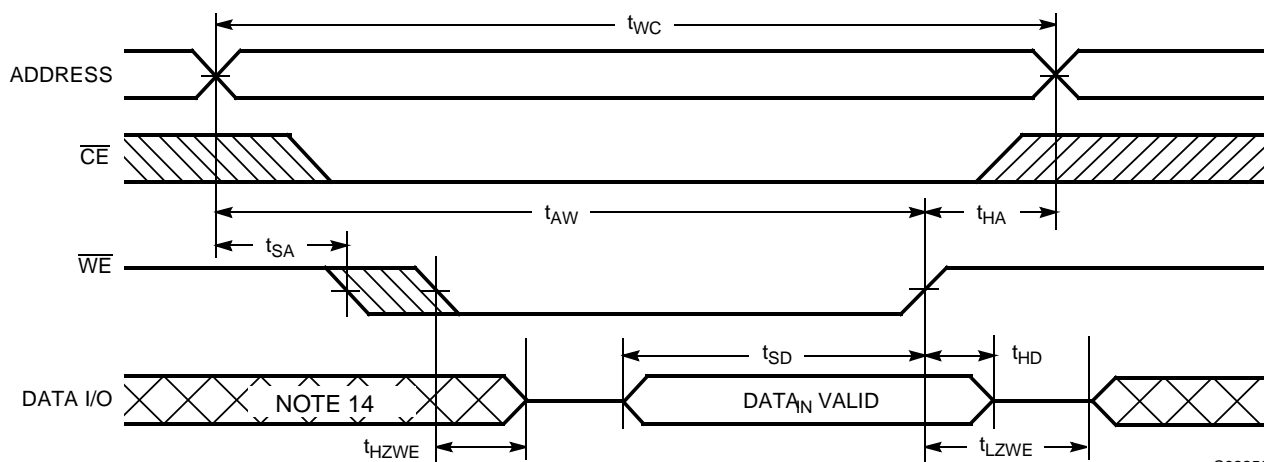 tWC
ADDRESS
CE
tAW
tHA
tSA
WE
tSD
tHD
DATA I/O
NOTE 14
DATAIN VALID
tHZWE
tLZWE